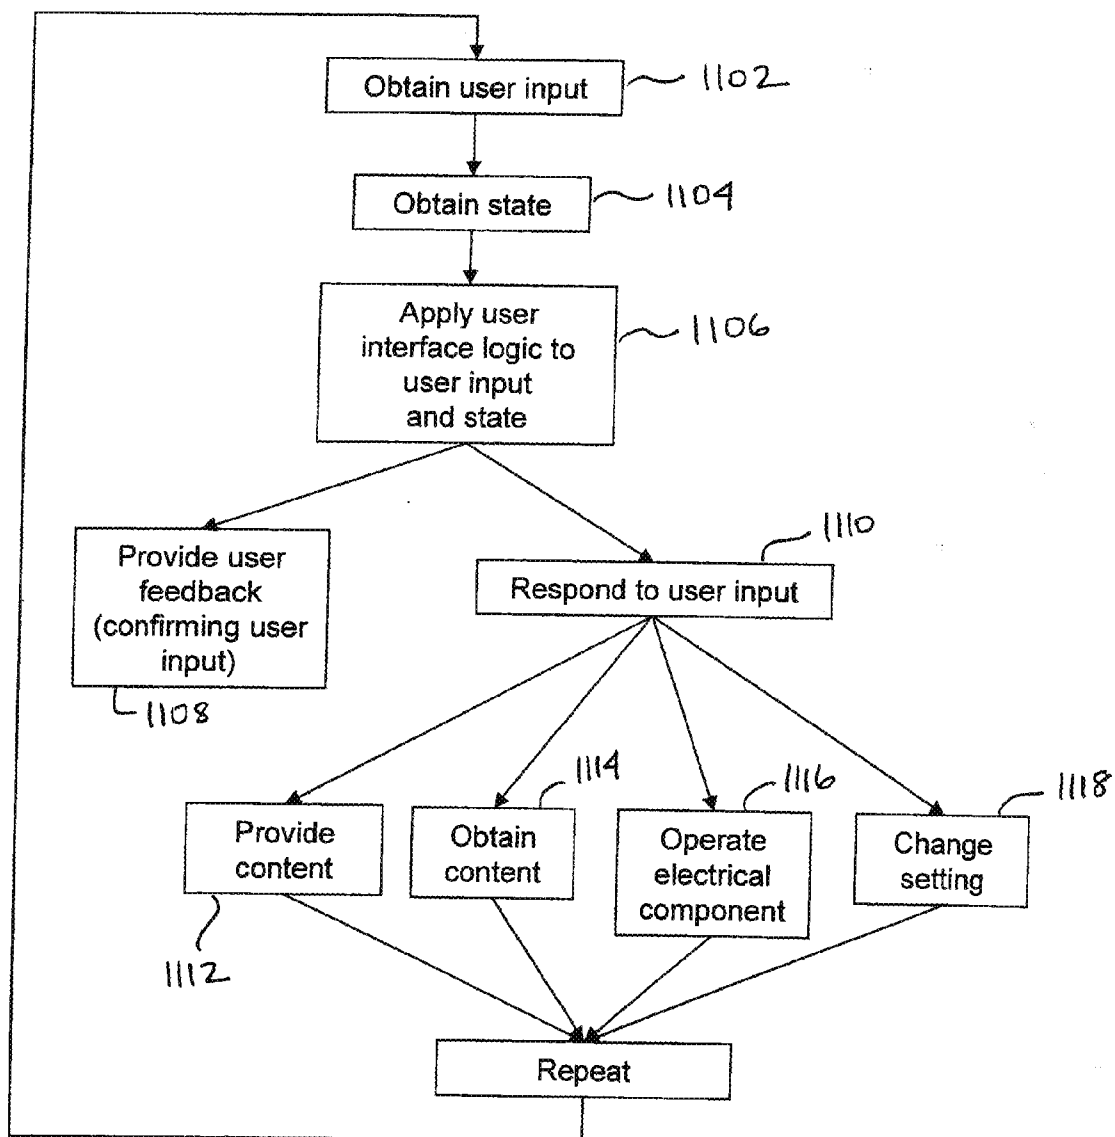 Obtain user input
1102
Obtain state
1104
Apply user
interface logic to
user input
and state
1106
Provide user
feedback
(confirming user
input)
1108
1110
Respond to user input
1114
1116
1118
Provide
content
Obtain
content
Operate
electrical
component
Change
setting
1112
Repeat